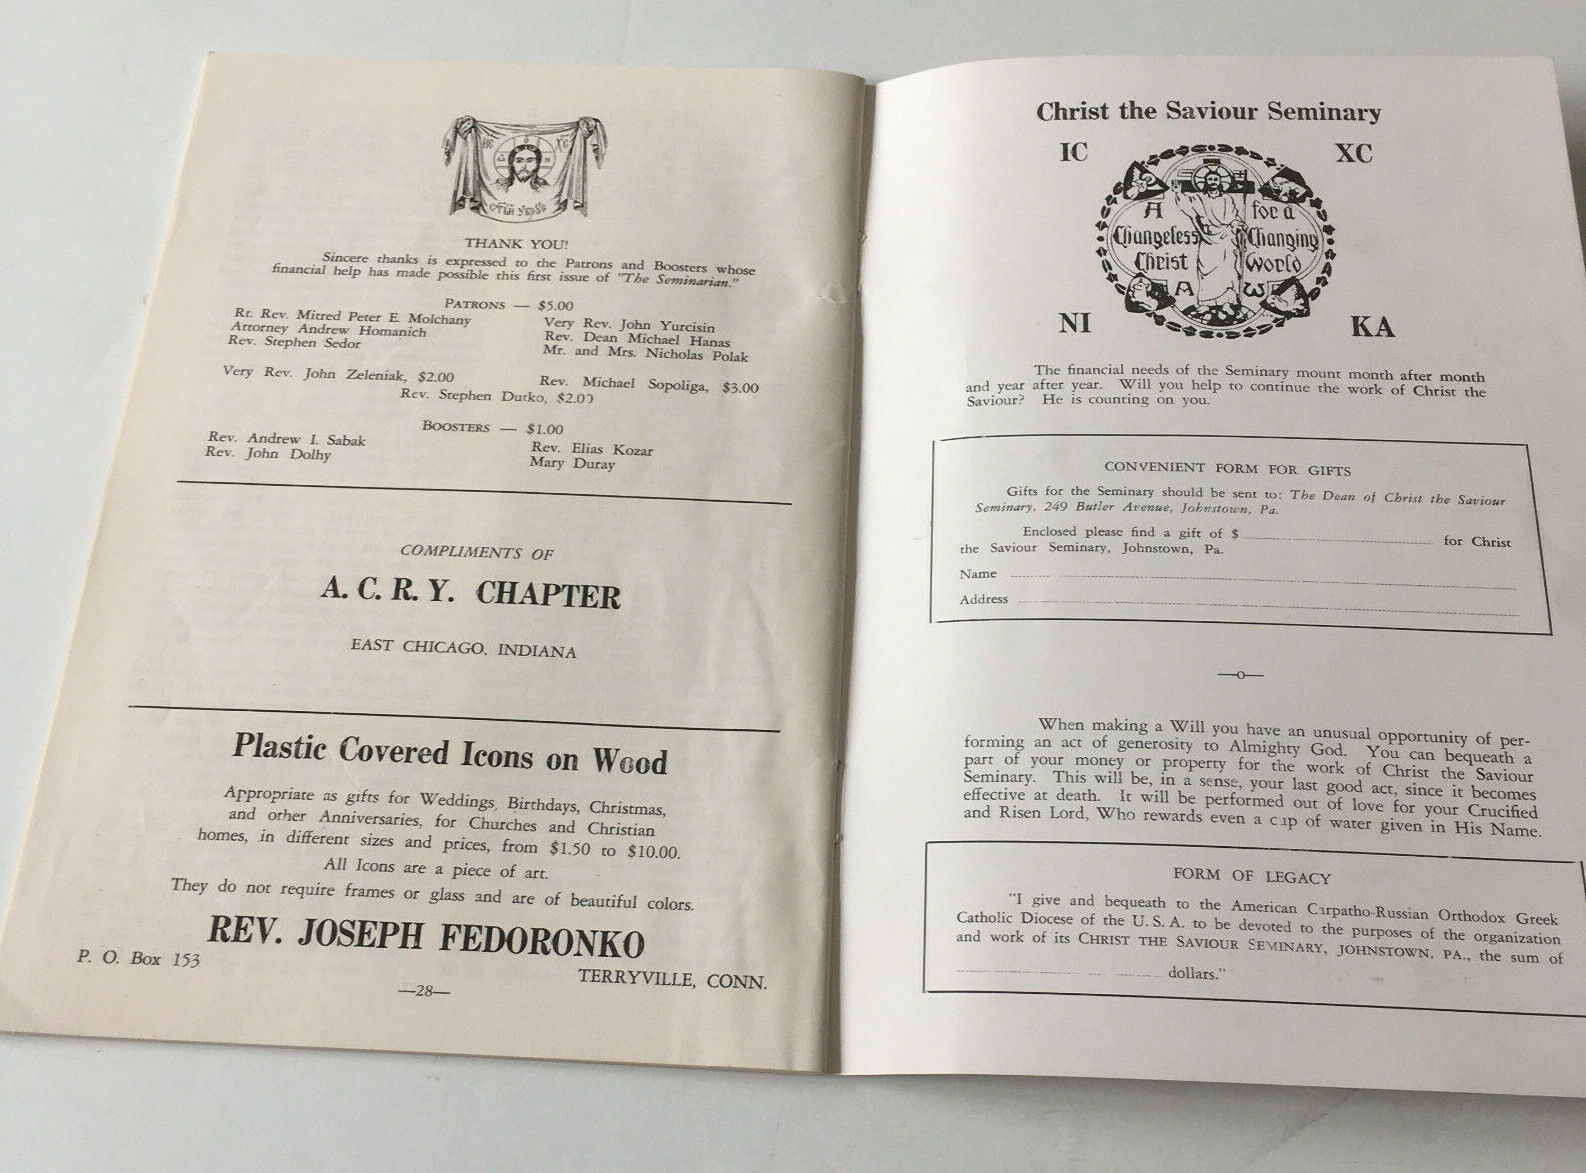 THANK YOU!
Sincere thanks is expressed to the Patrons and Boosters whose
financial help has made possible this first issue of "The Seminarian."
PATRONS — $5.00
Rt. Rev. Mitred Peter E. Molchany
Attorney Andrew Homanich
Rev. Stephen Sedor
Very Rev. John Yurcisin
Rev. Dean Michael Hanas
Mr. and Mrs. Nicholas Polak
Very Rev. John Zeleniak, $2.00
Rev. Michael Sopoliga, $3.00
Rev. Stephen Dutko, $2.00
BOOSTERS — $1.00
Rev. Andrew I. Sabak
Rev. John Dolhy
Rev. Elias Kozar
Mary Duray
COMPLIMENTS OF
A. C. R. Y. CHAPTER
EAST CHICAGO, INDIANA
Plastic Covered Icons on Wood
Appropriate as gifts for Weddings, Birthdays, Christmas,
and other Anniversaries, for Churches and Christian
homes, in different sizes and prices, from $1.50 to $10.00.
All Icons are a piece of art.
They do not require frames or glass and are of beautiful colors.
REV. JOSEPH FEDORONKO
P. O. Box 153
TERRYVILLE, CONN.
—28—
Christ the Saviour Seminary
IC XC
A for a
Changeless Changing
Christ World
A W
NI KA
The financial needs of the Seminary mount month after month
and year after year. Will you help to continue the work of Christ the
Saviour? He is counting on you.
CONVENIENT FORM FOR GIFTS
Gifts for the Seminary should be sent to: The Dean of Christ the Saviour
Seminary, 249 Butler Avenue, Johnstown, Pa.
Enclosed please find a gift of $ for Christ
the Saviour Seminary, Johnstown, Pa.
Name
Address
When making a Will you have an unusual opportunity of per-
forming an act of generosity to Almighty God. You can bequeath a
part of your money or property for the work of Christ the Saviour
Seminary. This will be, in a sense, your last good act, since it becomes
effective at death. It will be performed out of love for your Crucified
and Risen Lord, Who rewards even a cup of water given in His Name.
FORM OF LEGACY
"I give and bequeath to the American Carpatho-Russian Orthodox Greek
Catholic Diocese of the U. S. A. to be devoted to the purposes of the organization
and work of its CHRIST THE SAVIOUR SEMINARY, JOHNSTOWN, PA., the sum of
dollars."